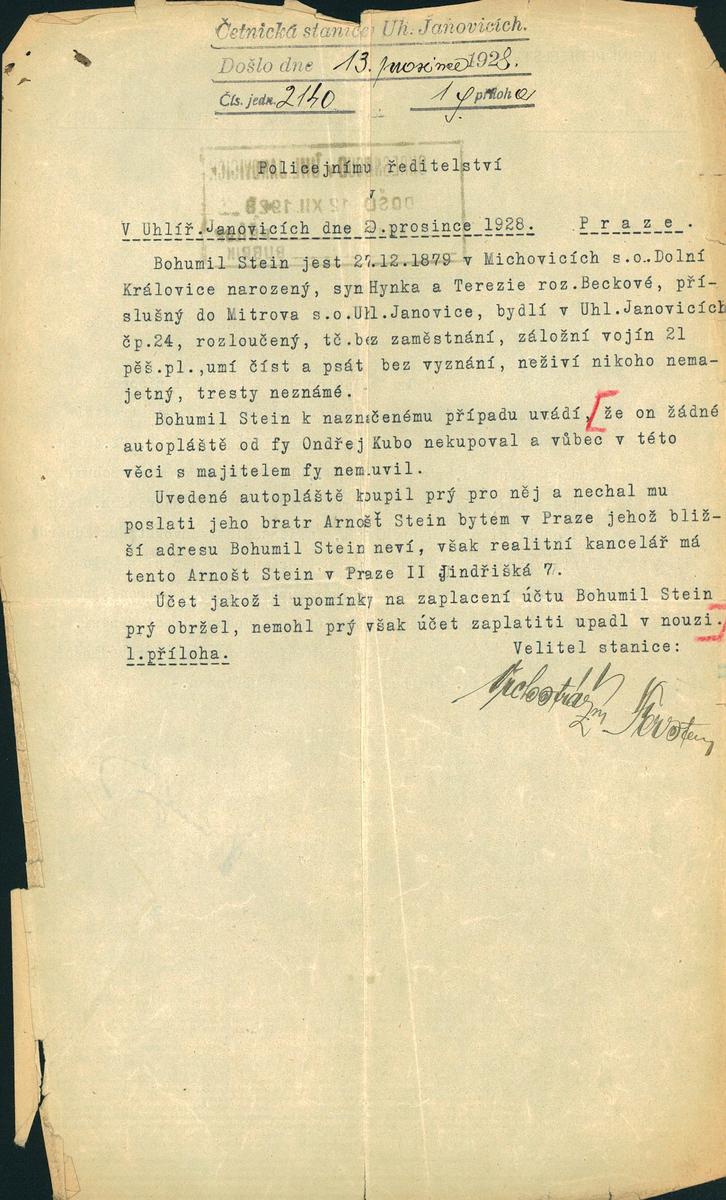 Četnická stanice Uh. Janovicích.
Došlo dne 13. prosince 1928.
Čís. jedn. 2140 1 příloha
Policejnímu ředitelství
v
V Uhlíř.Janovicích dne 9.prosince 1928. Praze.
Bohumil Stein jest 27.12.1879 v Michovicích s.o.Dolní
Královice narozený, syn Hynka a Terezie roz.Beckové, pří-
slušný do Mitrova s.o.Uhl.Janovice, bydlí v Uhl.Janovicích
čp.24, rozloučený, tč.bez zaměstnání, záložní vojín 21
pěš.pl.,umí číst a psát bez vyznání, neživí nikoho nema-
jetný, tresty neznámé.
Bohumil Stein k naznačenému případu uvádí, že on žádné
autopláště od fy Ondřej Kubo nekupoval a vůbec v této
věci s majitelem fy nemluvil.
Uvedené autopláště koupil prý pro něj a nechal mu
poslati jeho bratr Arnošt Stein bytem v Praze jehož bliž-
ší adresu Bohumil Stein neví, však realitní kancelář má
tento Arnošt Stein v Praze II Jindřišká 7.
Účet jakož i upomínky na zaplacení účtu Bohumil Stein
prý obržel, nemohl prý však účet zaplatiti upadl v nouzi.
1.příloha. Velitel stanice: